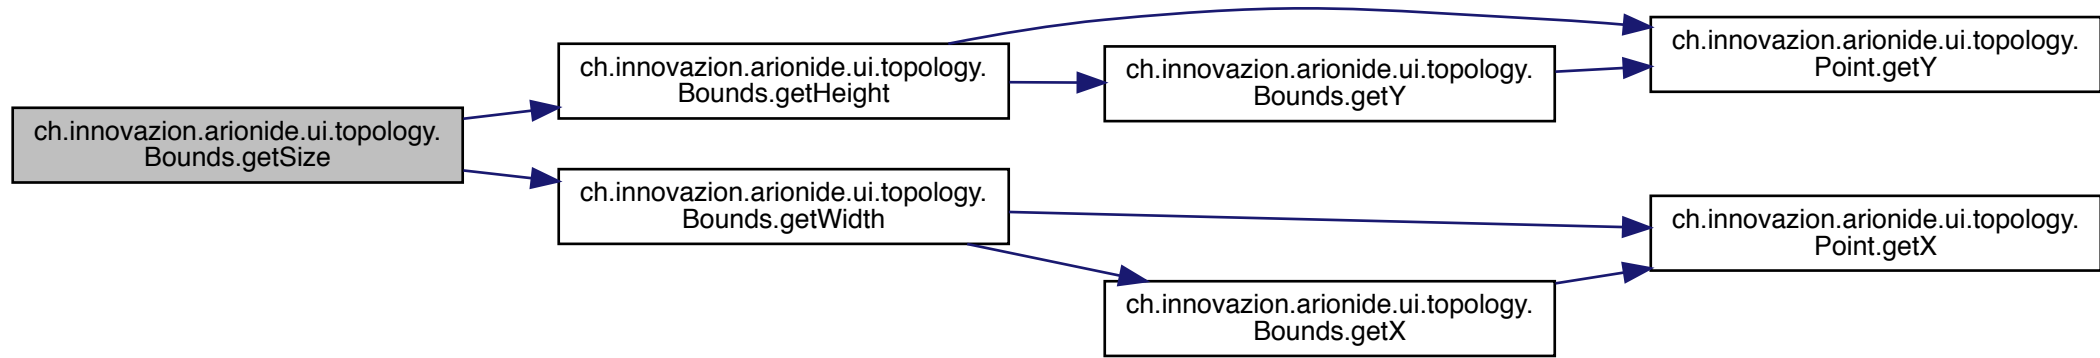 ch.innovazion.arionide.ui.topology.
Bounds.getSize
ch.innovazion.arionide.ui.topology.
Bounds.getHeight
ch.innovazion.arionide.ui.topology.
Bounds.getY
ch.innovazion.arionide.ui.topology.
Point.getY
ch.innovazion.arionide.ui.topology.
Bounds.getWidth
ch.innovazion.arionide.ui.topology.
Bounds.getX
ch.innovazion.arionide.ui.topology.
Point.getX